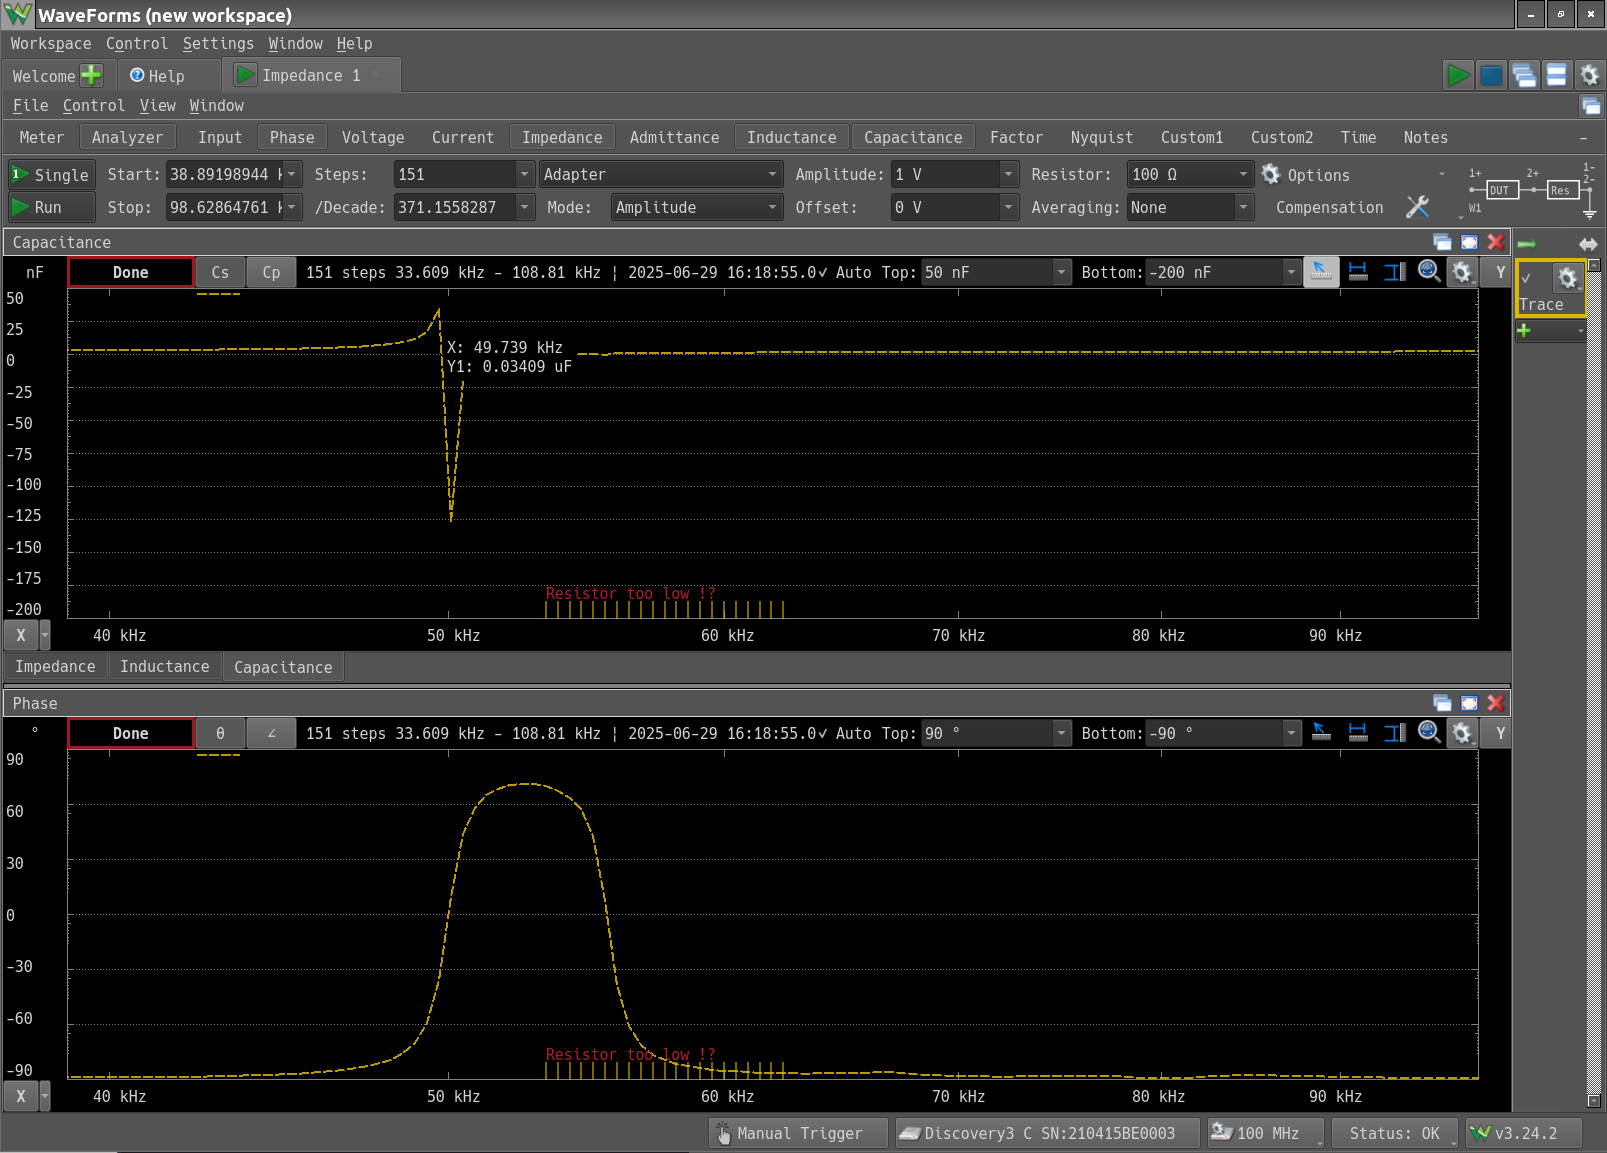 WaveForms (new workspace)
Workspace Control Settings Window Help
Welcome Help Impedance 1
File Control View Window
Meter Analyzer Input Phase Voltage Current Impedance Admittance Inductance Capacitance Factor Nyquist Custom1 Custom2 Time Notes
Single Start: 38.89198944 k Steps: 151 Adapter Amplitude: 1 V Resistor: 100 Ω Options
Run Stop: 98.62864761 k /Decade: 371.1558287 Mode: Amplitude Offset: 0 V Averaging: None Compensation
1+ 2+ 1- 2-
DUT Res
W1
Capacitance
nF Done Cs Cp 151 steps 33.609 kHz - 108.81 kHz ¦ 2025-06-29 16:18:55.0✓ Auto Top: 50 nF Bottom: -200 nF Y
50
25
0
-25
-50
-75
-100
-125
-150
-175
-200
X: 49.739 kHz
Y1: 0.03409 uF
Resistor too low !?
X 40 kHz 50 kHz 60 kHz 70 kHz 80 kHz 90 kHz
Trace
Impedance Inductance Capacitance
Phase
° Done θ ∠ 151 steps 33.609 kHz - 108.81 kHz ¦ 2025-06-29 16:18:55.0✓ Auto Top: 90 ° Bottom: -90 ° Y
90
60
30
0
-30
-60
-90
Resistor too low !?
X 40 kHz 50 kHz 60 kHz 70 kHz 80 kHz 90 kHz
Manual Trigger Discovery3 C SN:210415BE0003 100 MHz Status: OK v3.24.2